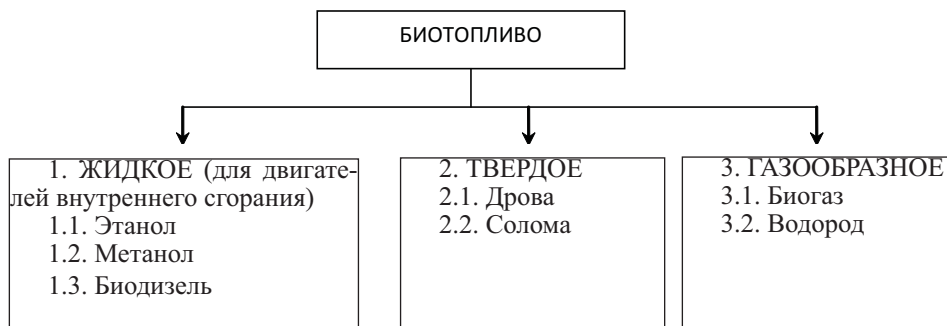 БИОТОПЛИВО
1. ЖИДКОЕ (для двигате-
лей внутреннего сгорания)
1.1. Этанол
1.2. Метанол
1.3. Биодизель
2. ТВЕРДОЕ
2.1. Дрова
2.2. Солома
3. ГАЗООБРАЗНОЕ
3.1. Биогаз
3.2. Водород